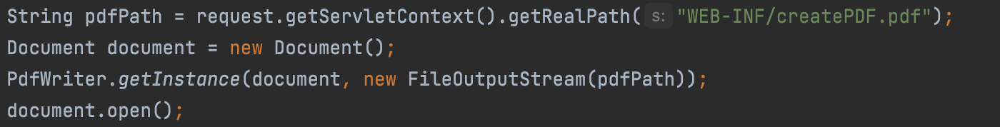 String pdfPath = request.getServletContext().getRealPath( s: "WEB-INF/createPDF.pdf");
Document document = new Document();
PdfWriter.getInstance(document, new FileOutputStream(pdfPath));
document.open();